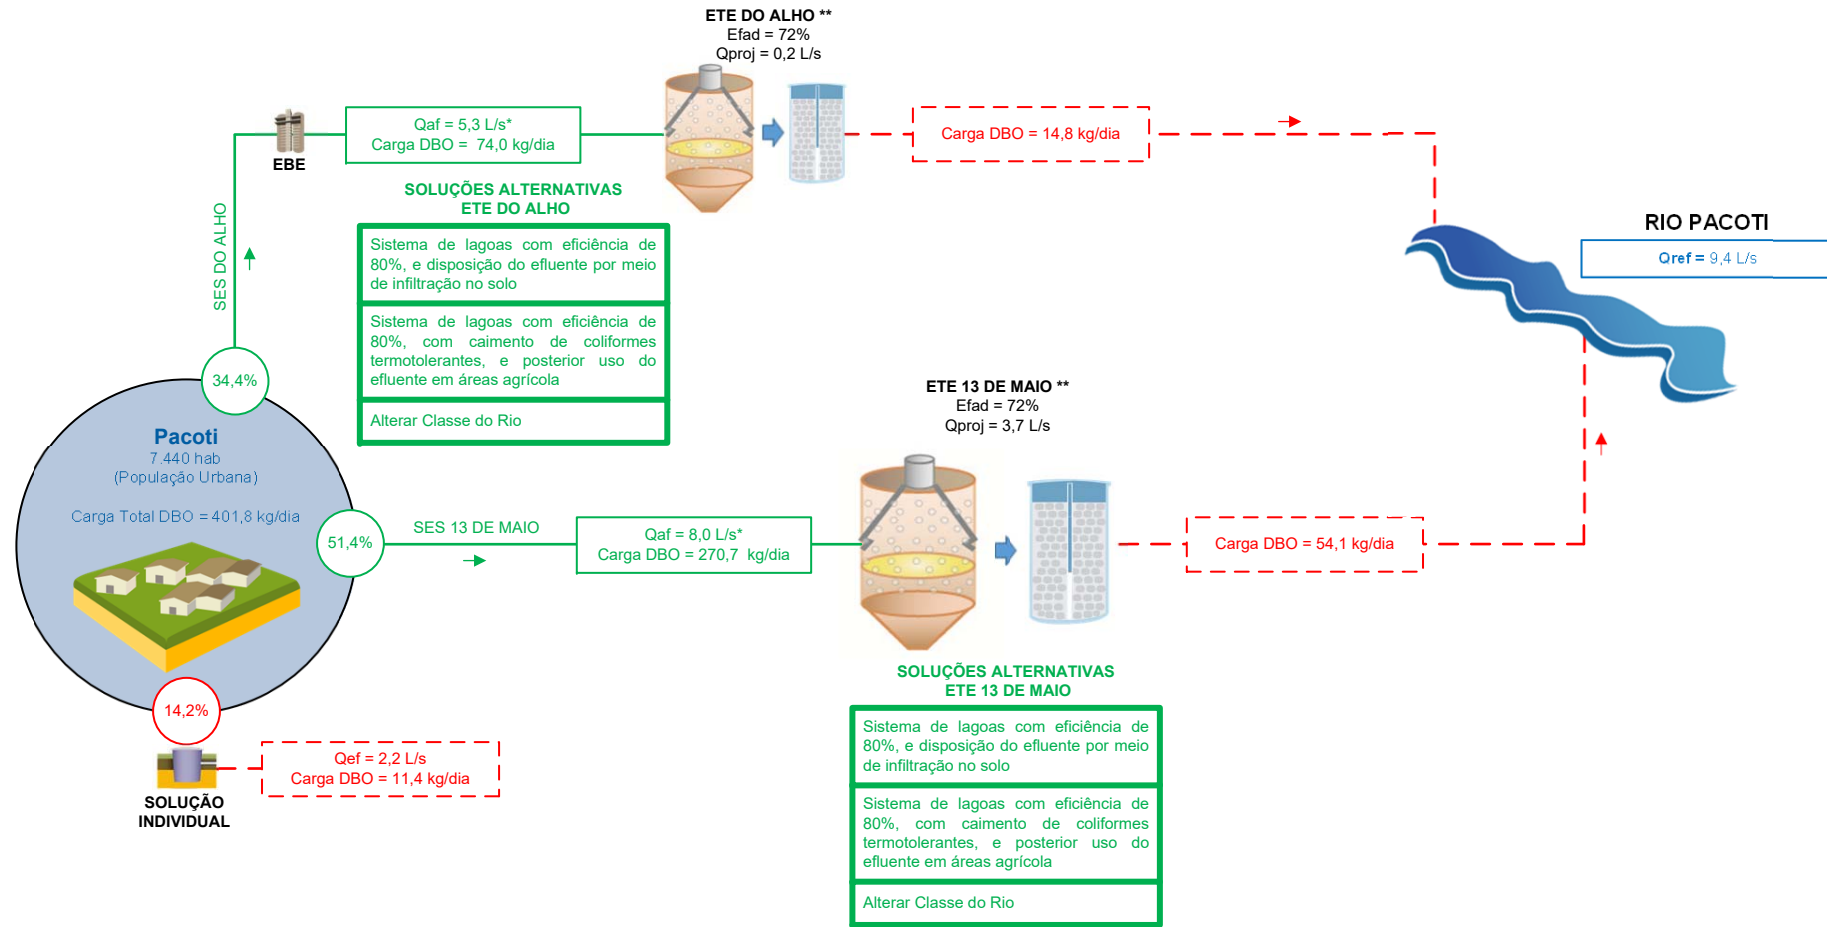 ETE DO ALHO **
Efad = 72%
Qproj = 0,2 L/s
EBE
Qaf = 5,3 L/s*
Carga DBO = 74,0 kg/dia
Carga DBO = 14,8 kg/dia
SES DO ALHO
SOLUÇÕES ALTERNATIVAS
ETE DO ALHO
Sistema de lagoas com eficiência de
80%, e disposição do efluente por meio
de infiltração no solo
Sistema de lagoas com eficiência de
80%, com caimento de coliformes
termotolerantes, e posterior uso do
efluente em áreas agrícola
Alterar Classe do Rio
RIO PACOTI
Qref = 9,4 L/s
34,4%
Pacoti
7.440 hab
(População Urbana)
Carga Total DBO = 401,8 kg/dia
51,4%
SES 13 DE MAIO
Qaf = 8,0 L/s*
Carga DBO = 270,7 kg/dia
ETE 13 DE MAIO **
Efad = 72%
Qproj = 3,7 L/s
Carga DBO = 54,1 kg/dia
14,2%
SOLUÇÃO
INDIVIDUAL
Qef = 2,2 L/s
Carga DBO = 11,4 kg/dia
SOLUÇÕES ALTERNATIVAS
ETE 13 DE MAIO
Sistema de lagoas com eficiência de
80%, e disposição do efluente por meio
de infiltração no solo
Sistema de lagoas com eficiência de
80%, com caimento de coliformes
termotolerantes, e posterior uso do
efluente em áreas agrícola
Alterar Classe do Rio